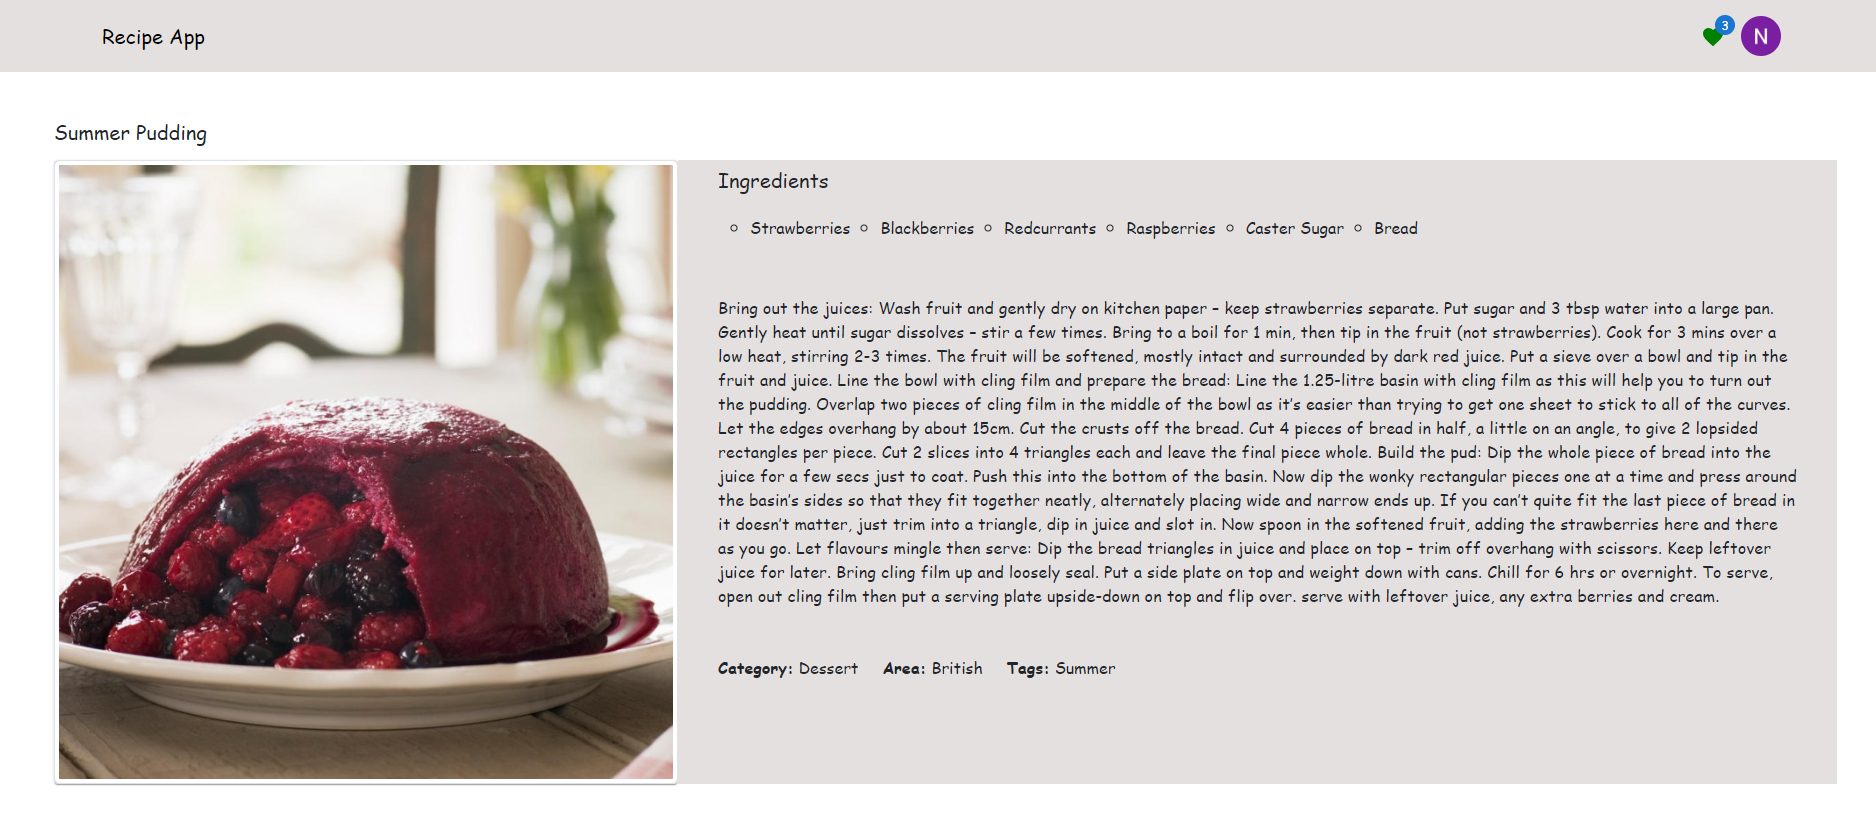 Recipe App
3
N
Summer Pudding
Ingredients
Strawberries Blackberries Redcurrants Raspberries Caster Sugar Bread
Bring out the juices: Wash fruit and gently dry on kitchen paper – keep strawberries separate. Put sugar and 3 tbsp water into a large pan.
Gently heat until sugar dissolves – stir a few times. Bring to a boil for 1 min, then tip in the fruit (not strawberries). Cook for 3 mins over a
low heat, stirring 2-3 times. The fruit will be softened, mostly intact and surrounded by dark red juice. Put a sieve over a bowl and tip in the
fruit and juice. Line the bowl with cling film and prepare the bread: Line the 1.25-litre basin with cling film as this will help you to turn out
the pudding. Overlap two pieces of cling film in the middle of the bowl as it’s easier than trying to get one sheet to stick to all of the curves.
Let the edges overhang by about 15cm. Cut the crusts off the bread. Cut 4 pieces of bread in half, a little on an angle, to give 2 lopsided
rectangles per piece. Cut 2 slices into 4 triangles each and leave the final piece whole. Build the pud: Dip the whole piece of bread into the
juice for a few secs just to coat. Push this into the bottom of the basin. Now dip the wonky rectangular pieces one at a time and press around
the basin’s sides so that they fit together neatly, alternately placing wide and narrow ends up. If you can’t quite fit the last piece of bread in
it doesn’t matter, just trim into a triangle, dip in juice and slot in. Now spoon in the softened fruit, adding the strawberries here and there
as you go. Let flavours mingle then serve: Dip the bread triangles in juice and place on top – trim off overhang with scissors. Keep leftover
juice for later. Bring cling film up and loosely seal. Put a side plate on top and weight down with cans. Chill for 6 hrs or overnight. To serve,
open out cling film then put a serving plate upside-down on top and flip over. serve with leftover juice, any extra berries and cream.
Category: Dessert Area: British Tags: Summer